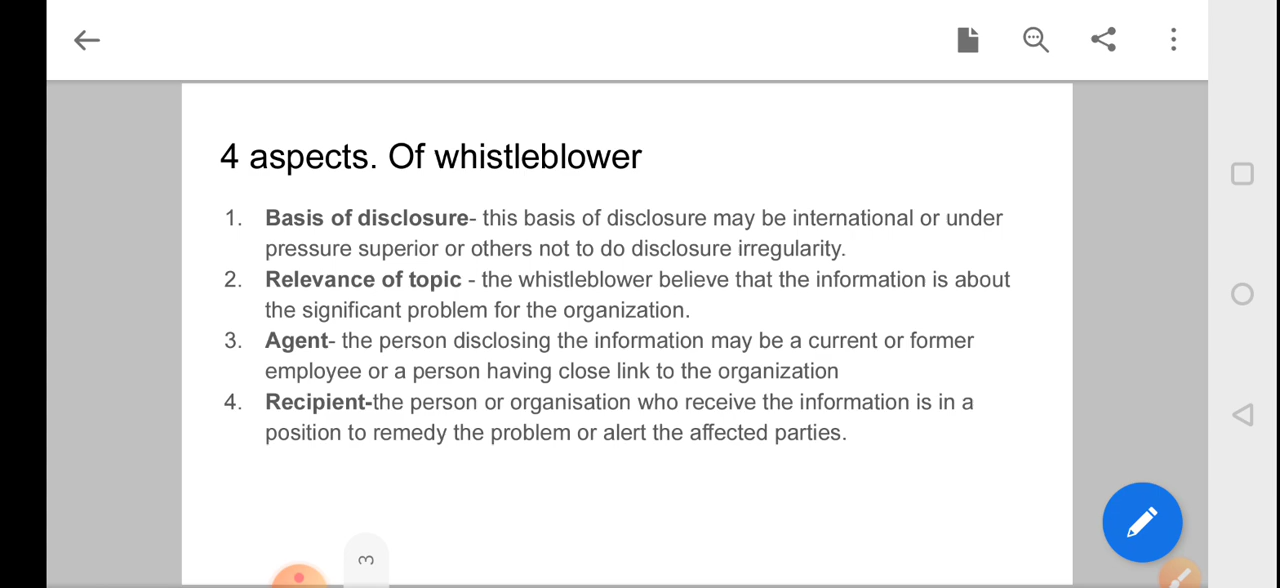 4 aspects. Of whistleblower
1. Basis of disclosure- this basis of disclosure may be international or under
pressure superior or others not to do disclosure irregularity.
2. Relevance of topic - the whistleblower believe that the information is about
the significant problem for the organization.
3. Agent- the person disclosing the information may be a current or former
employee or a person having close link to the organization
4. Recipient-the person or organisation who receive the information is in a
position to remedy the problem or alert the affected parties.
3